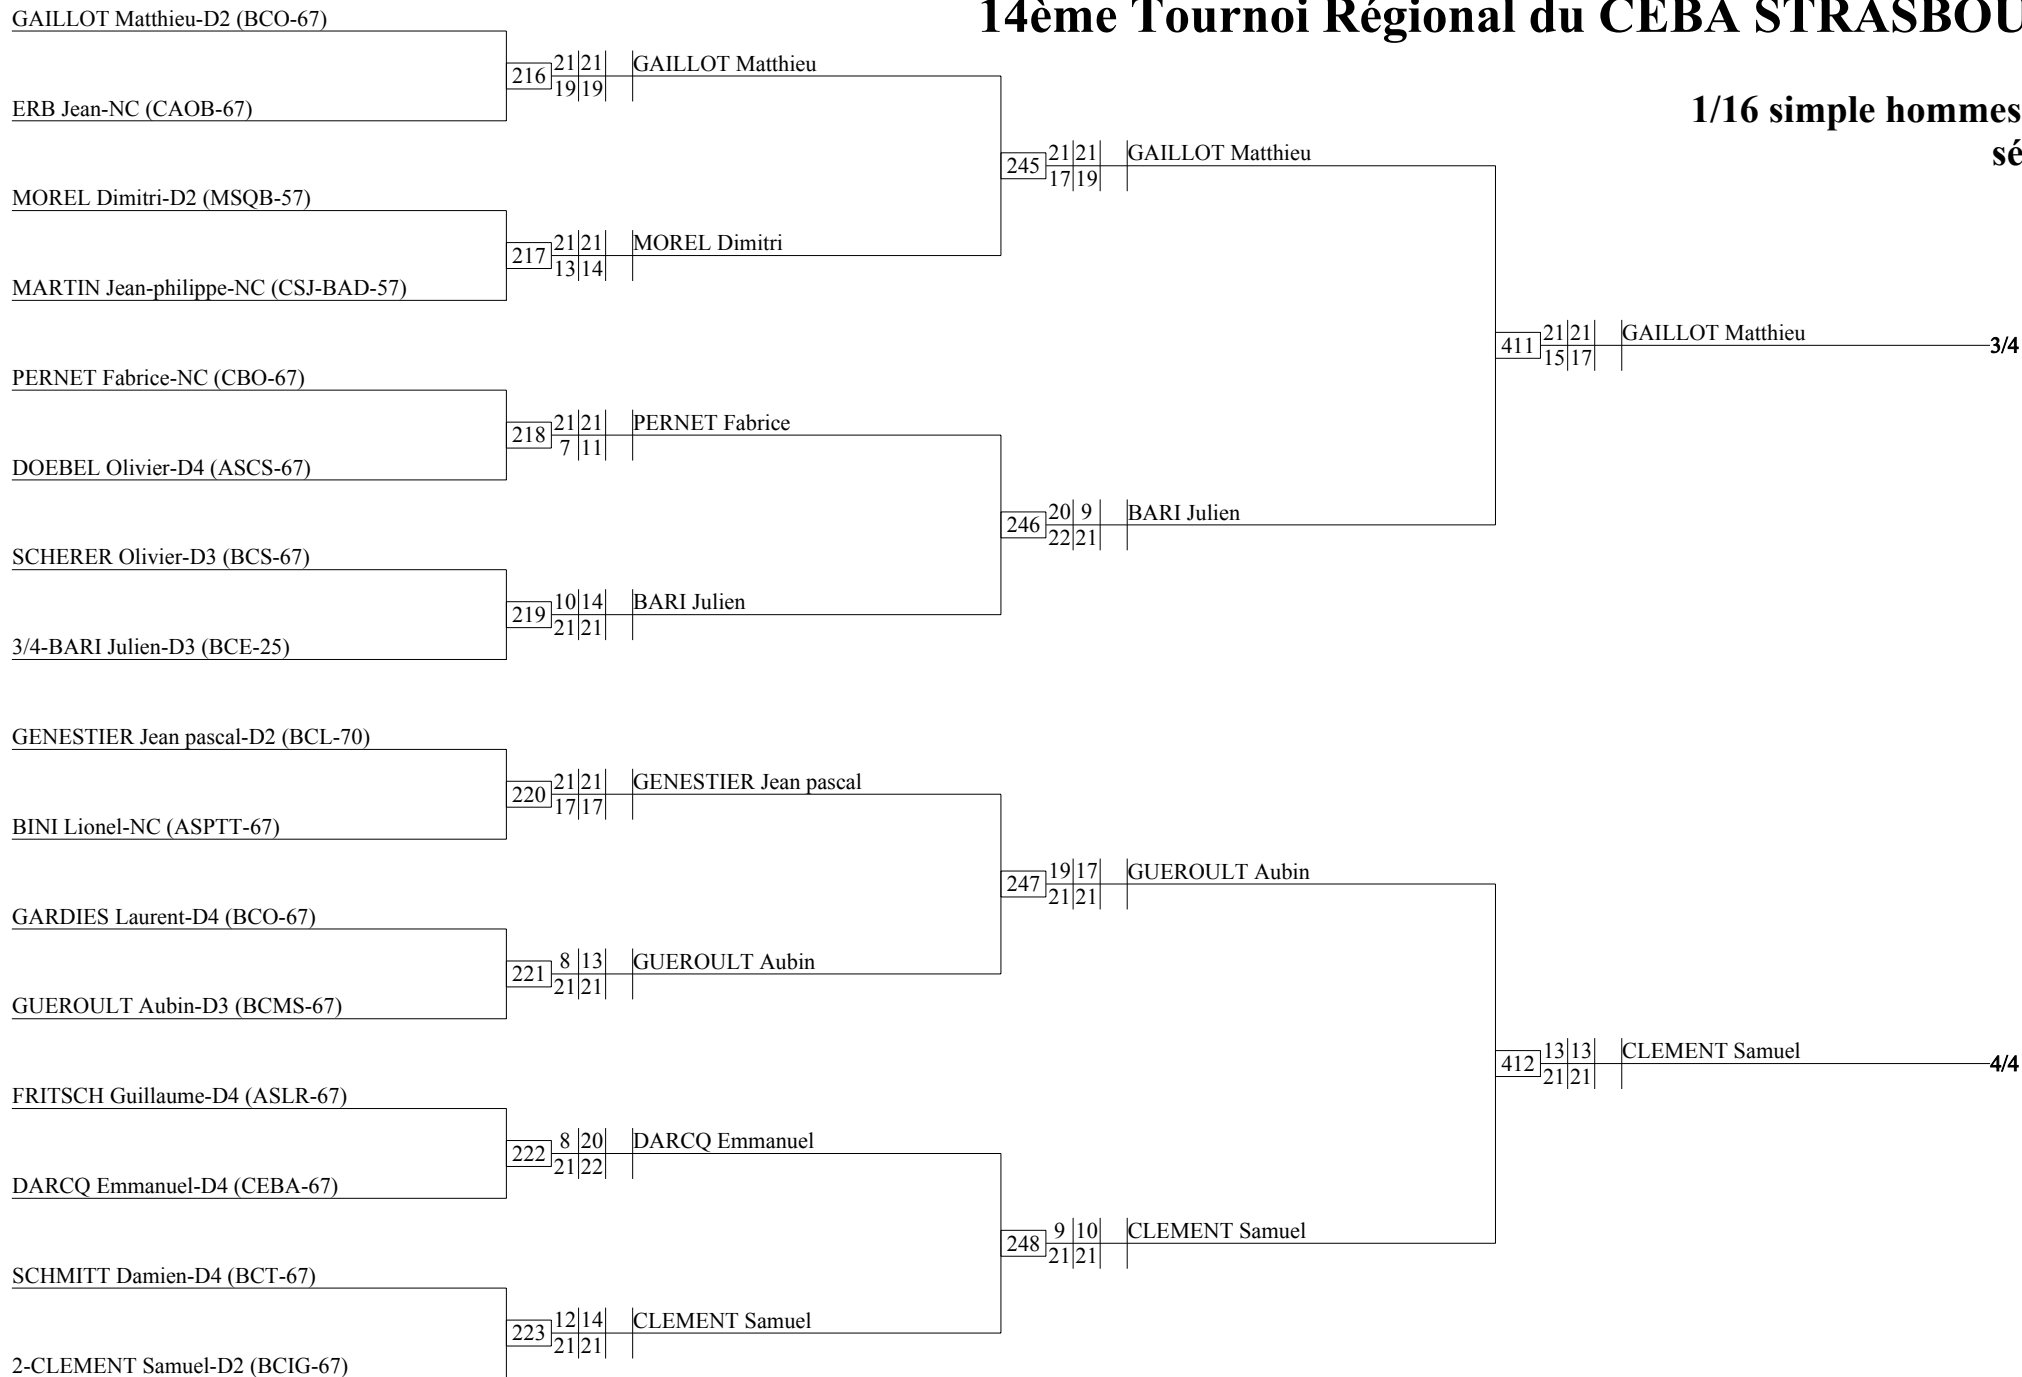 14ème Tournoi Régional du CEBA STRASBOU
1/16 simple hommes
sé
GAILLOT Matthieu-D2 (BCO-67)
216 21 21 GAILLOT Matthieu
19 19
ERB Jean-NC (CAOB-67)
245 21 21 GAILLOT Matthieu
17 19
MOREL Dimitri-D2 (MSQB-57)
217 21 21 MOREL Dimitri
13 14
MARTIN Jean-philippe-NC (CSJ-BAD-57)
411 21 21 GAILLOT Matthieu 3/4
15 17
PERNET Fabrice-NC (CBO-67)
218 21 21 PERNET Fabrice
7 11
DOEBEL Olivier-D4 (ASCS-67)
246 20 9 BARI Julien
22 21
SCHERER Olivier-D3 (BCS-67)
219 10 14 BARI Julien
21 21
3/4-BARI Julien-D3 (BCE-25)
GENESTIER Jean pascal-D2 (BCL-70)
220 21 21 GENESTIER Jean pascal
17 17
BINI Lionel-NC (ASPTT-67)
247 19 17 GUEROULT Aubin
21 21
GARDIES Laurent-D4 (BCO-67)
221 8 13 GUEROULT Aubin
21 21
GUEROULT Aubin-D3 (BCMS-67)
412 13 13 CLEMENT Samuel 4/4
21 21
FRITSCH Guillaume-D4 (ASLR-67)
222 8 20 DARCQ Emmanuel
21 22
DARCQ Emmanuel-D4 (CEBA-67)
248 9 10 CLEMENT Samuel
21 21
SCHMITT Damien-D4 (BCT-67)
223 12 14 CLEMENT Samuel
21 21
2-CLEMENT Samuel-D2 (BCIG-67)